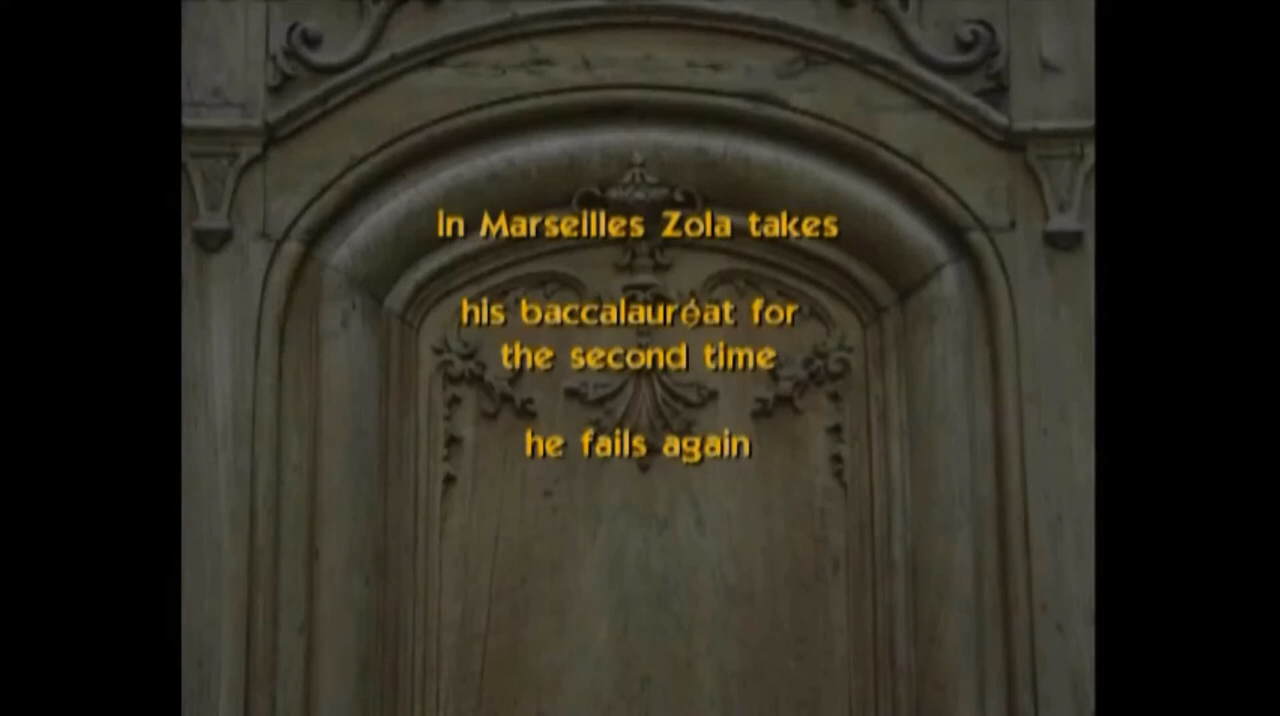 In Marseilles Zola takes
his baccalauréat for
the second time
he fails again